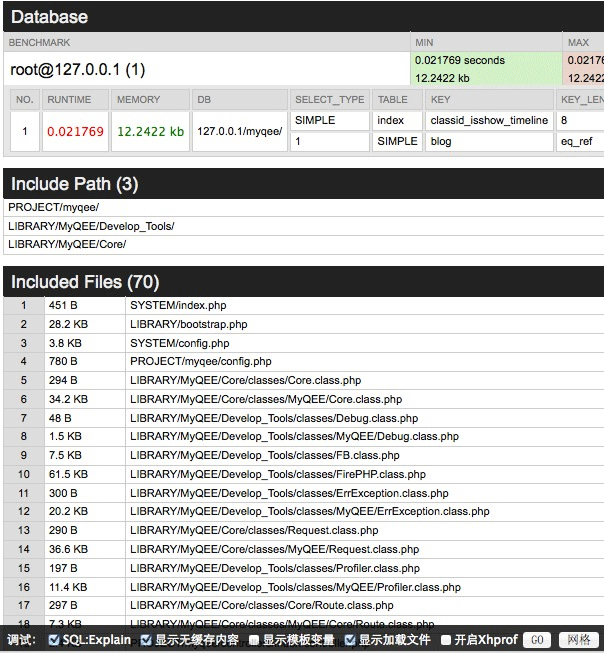 Database
BENCHMARK MIN MAX
root@127.0.0.1 (1) 0.021769 seconds
12.2422 kb
NO. RUNTIME MEMORY DB SELECT_TYPE TABLE KEY KEY_LEN
1 0.021769 12.2422 kb 127.0.0.1/myqee/ SIMPLE index classid_isshow_timeline 8
1 SIMPLE blog eq_ref
Include Path (3)
PROJECT/myqee/
LIBRARY/MyQEE/Develop_Tools/
LIBRARY/MyQEE/Core/
Included Files (70)
1 451 B SYSTEM/index.php
2 28.2 KB LIBRARY/bootstrap.php
3 3.8 KB SYSTEM/config.php
4 780 B PROJECT/myqee/config.php
5 294 B LIBRARY/MyQEE/Core/classes/Core.class.php
6 34.2 KB LIBRARY/MyQEE/Core/classes/MyQEE/Core.class.php
7 48 B LIBRARY/MyQEE/Develop_Tools/classes/Debug.class.php
8 1.5 KB LIBRARY/MyQEE/Develop_Tools/classes/MyQEE/Debug.class.php
9 7.5 KB LIBRARY/MyQEE/Develop_Tools/classes/FB.class.php
10 61.5 KB LIBRARY/MyQEE/Develop_Tools/classes/FirePHP.class.php
11 300 B LIBRARY/MyQEE/Develop_Tools/classes/ErrException.class.php
12 20.2 KB LIBRARY/MyQEE/Develop_Tools/classes/MyQEE/ErrException.class.php
13 290 B LIBRARY/MyQEE/Core/classes/Request.class.php
14 36.6 KB LIBRARY/MyQEE/Core/classes/MyQEE/Request.class.php
15 197 B LIBRARY/MyQEE/Develop_Tools/classes/Profiler.class.php
16 11.4 KB LIBRARY/MyQEE/Develop_Tools/classes/MyQEE/Profiler.class.php
17 297 B LIBRARY/MyQEE/Core/classes/Core/Route.class.php
18 7.3 KB LIBRARY/MyQEE/Core/classes/MyQEE/Core/Route.class.php
调试: SQL:Explain 显示无缓存内容 显示模板变量 显示加载文件 开启Xhprof GO 网格